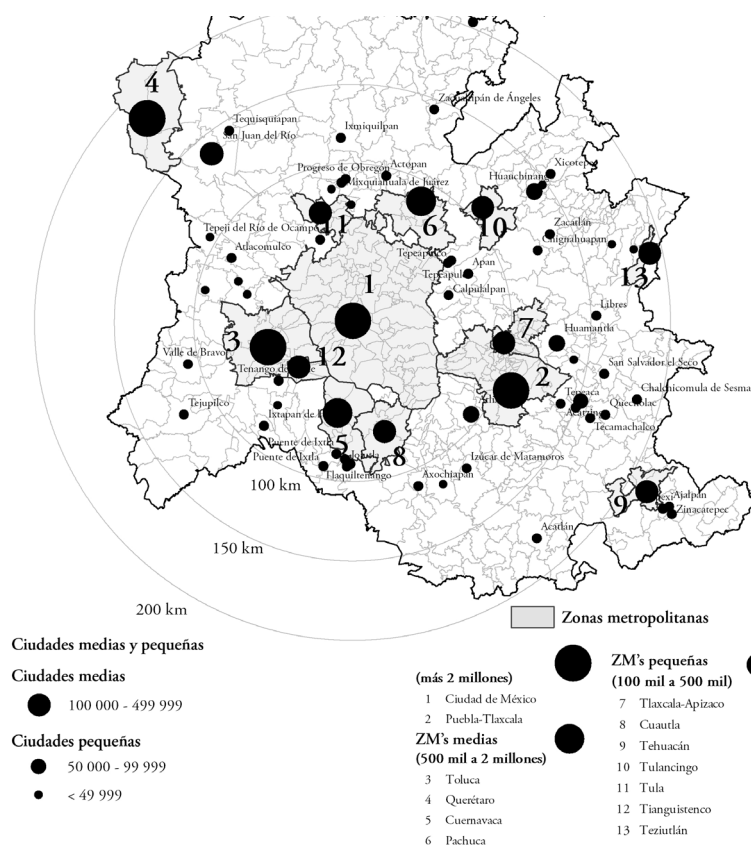 4
Zacualtipán de Ángeles
Tequisquiapan
San Juan del Río
Ixmiquilpan
Xicotepec
Actopan
Progreso de Obregón
Huauchinango
Mixquiahuala de Juárez
11
6
10
Tepeji del Río de Ocampo
Zacatlán
Chignahuapan
Atlacomulco
Tepeapulco
Apan
13
1
Calpulalpan
Libres
7
Huamantla
3
12
Valle de Bravo
San Salvador el Seco
Tenango de
2
Chalchicomula de Sesma
Tepeaca
Quecholac
Tejupilco
Tecamachalco
Ixtapan de
5
8
Puente de Ixtla
Puente de Ixtla
Tlaquiltenango
Izúcar de Matamoros
Axochiapan
100 km
9
Ajalpan
Zinacatepec
Acatlán
150 km
200 km
Zonas metropolitanas
Ciudades medias y pequeñas
Ciudades medias
100 000 - 499 999
Ciudades pequeñas
50 000 - 99 999
< 49 999
(más 2 millones)
1 Ciudad de México
2 Puebla-Tlaxcala
ZM's medias
(500 mil a 2 millones)
3 Toluca
4 Querétaro
5 Cuernavaca
6 Pachuca
ZM's pequeñas
(100 mil a 500 mil)
7 Tlaxcala-Apizaco
8 Cuautla
9 Tehuacán
10 Tulancingo
11 Tula
12 Tianguistenco
13 Teziutlán